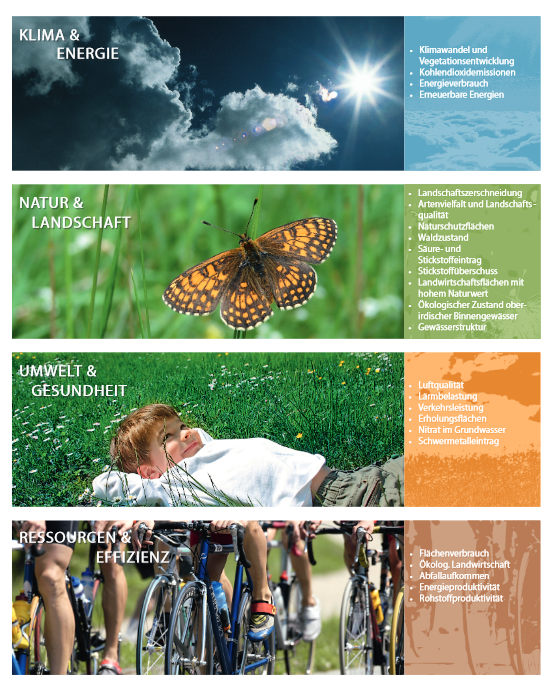 KLIMA &
ENERGIE
• Klimawandel und
Vegetationsentwicklung
• Kohlendioxidemissionen
• Energieverbrauch
• Erneuerbare Energien
NATUR &
LANDSCHAFT
• Landschaftszerschneidung
• Artenvielfalt und Landschafts-
qualität
• Naturschutzflächen
• Waldzustand
• Säure- und
Stickstoffeintrag
• Stickstoffüberschuss
• Landwirtschaftsflächen mit
hohem Naturwert
• Ökologischer Zustand ober-
irdischer Binnengewässer
• Gewässerstruktur
UMWELT &
GESUNDHEIT
• Luftqualität
• Lärmbelastung
• Verkehrsleistung
• Erholungsflächen
• Nitrat im Grundwasser
• Schwermetalleintrag
RESSOURCEN &
EFFIZIENZ
• Flächenverbrauch
• Ökolog. Landwirtschaft
• Abfallaufkommen
• Energieproduktivität
• Rohstoffproduktivität